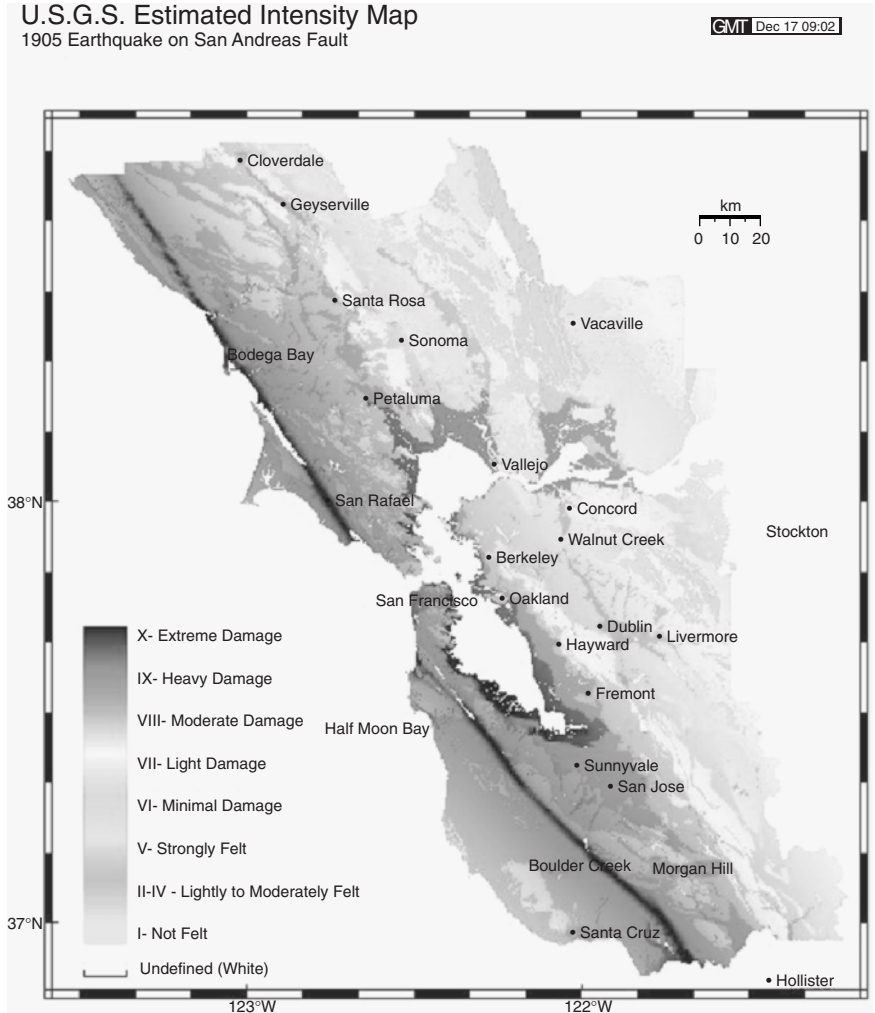 U.S.G.S. Estimated Intensity Map
1905 Earthquake on San Andreas Fault
GMT Dec 17 09:02
Cloverdale
Geyserville
km
0 10 20
Santa Rosa
Vacaville
Sonoma
Bodega Bay
Petaluma
Vallejo
38°N
San Rafael
Concord
Stockton
Walnut Creek
Berkeley
San Francisco
Oakland
Dublin
Livermore
Hayward
Fremont
Half Moon Bay
Sunnyvale
San Jose
Boulder Creek
Morgan Hill
37°N
Santa Cruz
Hollister
X- Extreme Damage
IX- Heavy Damage
VIII- Moderate Damage
VII- Light Damage
VI- Minimal Damage
V- Strongly Felt
II-IV - Lightly to Moderately Felt
I- Not Felt
Undefined (White)
123°W
122°W